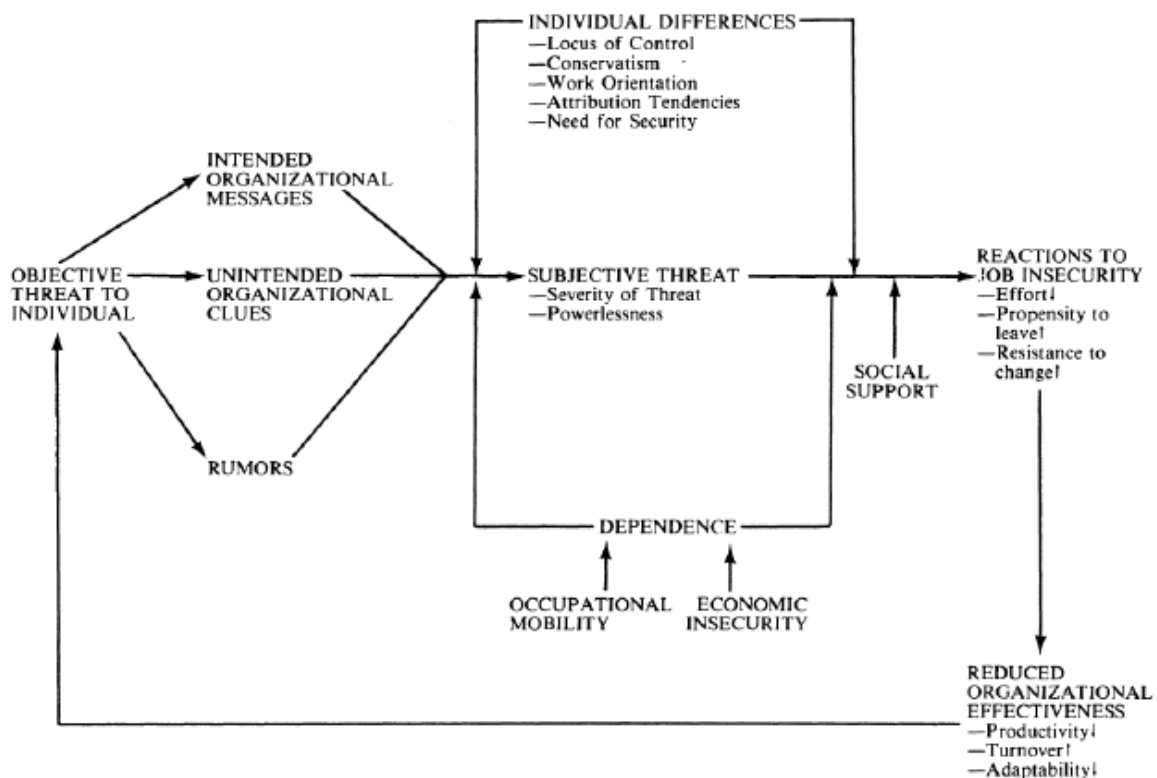 INDIVIDUAL DIFFERENCES
—Locus of Control
—Conservatism
—Work Orientation
—Attribution Tendencies
—Need for Security
INTENDED
ORGANIZATIONAL
MESSAGES
OBJECTIVE
THREAT TO
INDIVIDUAL
UNINTENDED
ORGANIZATIONAL
CLUES
RUMORS
SUBJECTIVE THREAT
—Severity of Threat
—Powerlessness
REACTIONS TO
JOB INSECURITY
—Effort↓
—Propensity to
leave↑
—Resistance to
change↑
SOCIAL
SUPPORT
DEPENDENCE
OCCUPATIONAL
MOBILITY
ECONOMIC
INSECURITY
REDUCED
ORGANIZATIONAL
EFFECTIVENESS
—Productivity↓
—Turnover↑
—Adaptability↓